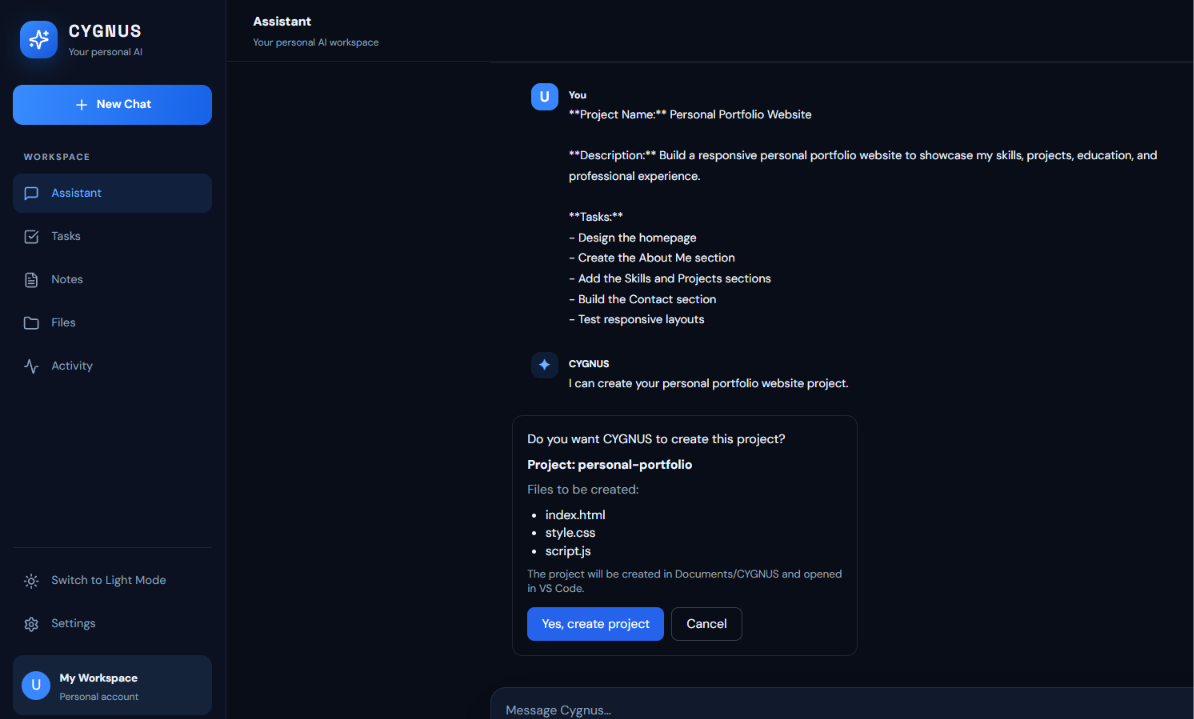 CYGNUS
Your personal AI
+ New Chat
WORKSPACE
Assistant
Tasks
Notes
Files
Activity
Switch to Light Mode
Settings
U
My Workspace
Personal account
Assistant
Your personal AI workspace
U
You
**Project Name:** Personal Portfolio Website
**Description:** Build a responsive personal portfolio website to showcase my skills, projects, education, and
professional experience.
**Tasks:**
- Design the homepage
- Create the About Me section
- Add the Skills and Projects sections
- Build the Contact section
- Test responsive layouts
CYGNUS
I can create your personal portfolio website project.
Do you want CYGNUS to create this project?
Project: personal-portfolio
Files to be created:
• index.html
• style.css
• script.js
The project will be created in Documents/CYGNUS and opened
in VS Code.
Yes, create project
Cancel
Message Cygnus...